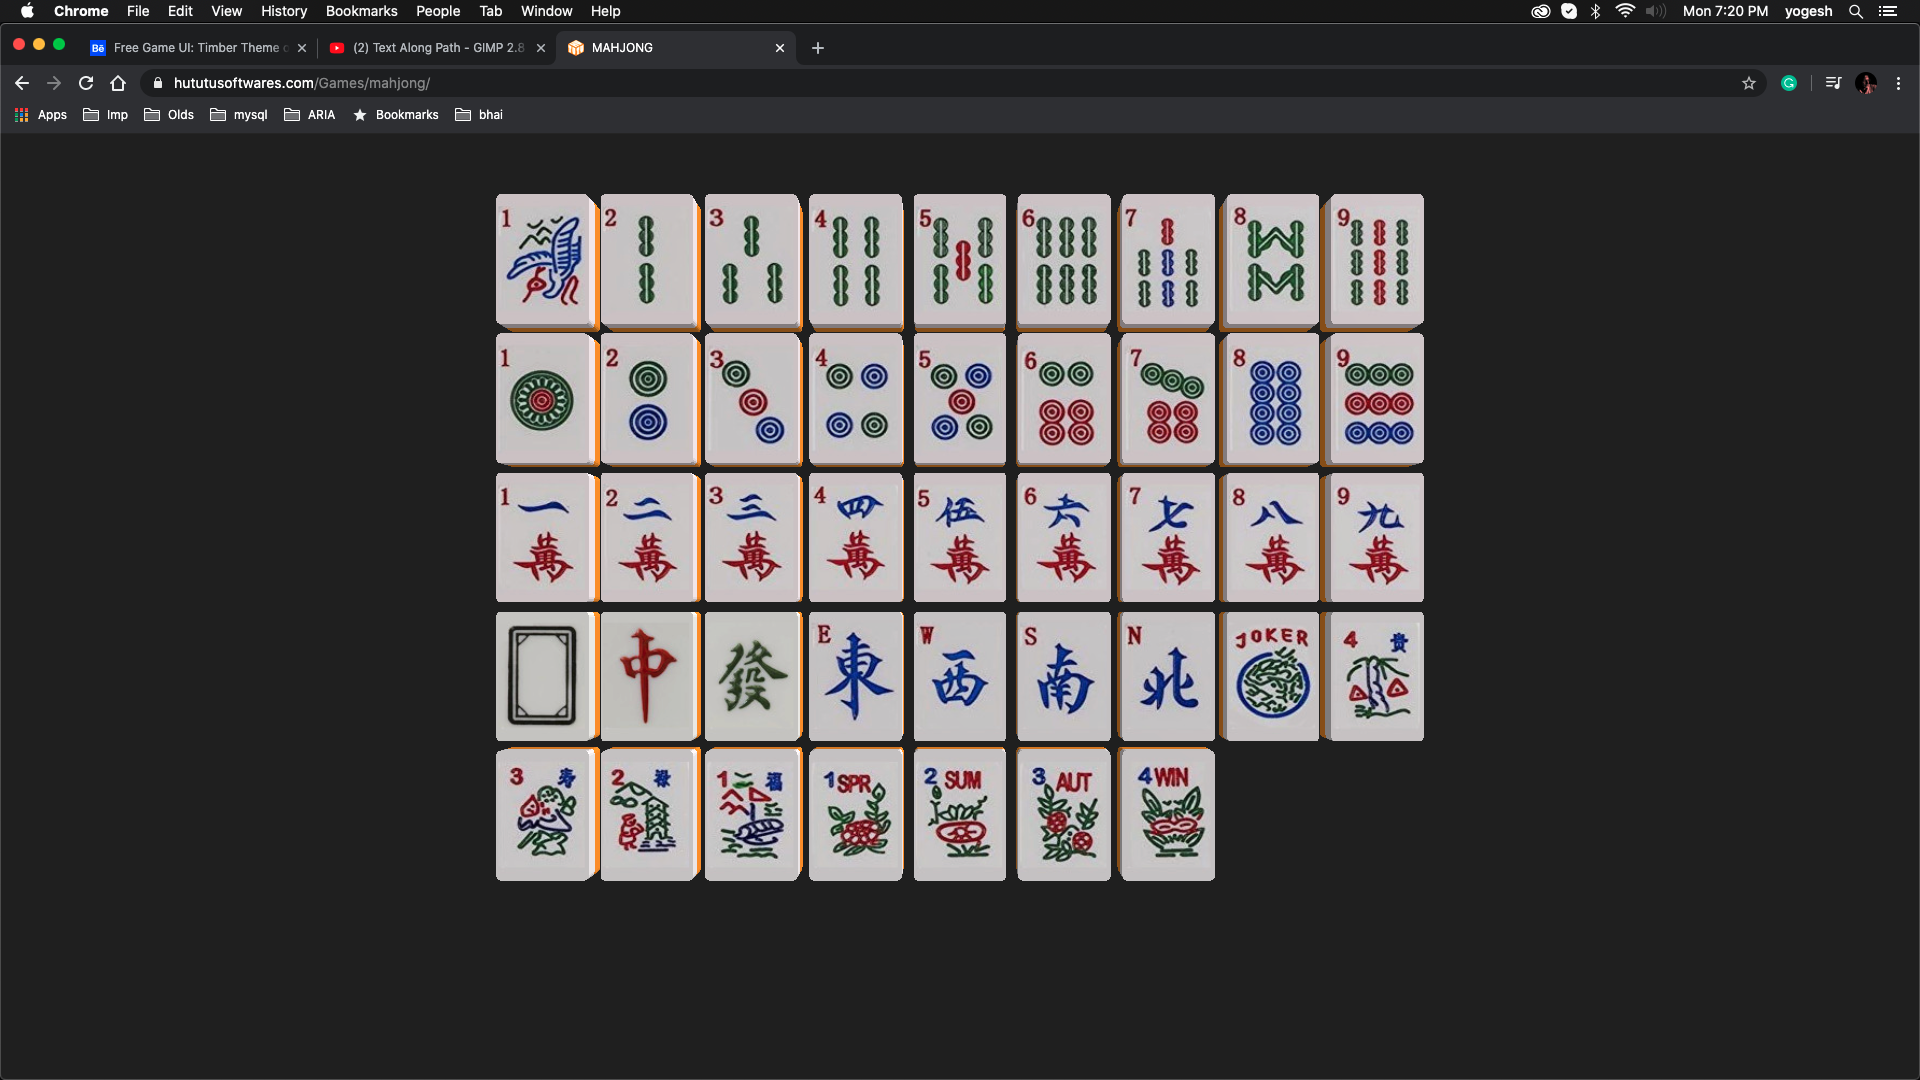 Chrome File Edit View History Bookmarks People Tab Window Help Mon 7:20 PM yogesh
Bē Free Game UI: Timber Theme (2) Text Along Path - GIMP 2.8 MAHJONG
hututusoftwares.com/Games/mahjong/
Apps Imp Olds mysql ARIA Bookmarks bhai
1 2 3 4 5 6 7 8 9
1 2 3 4 5 6 7 8 9
1 2 3 4 5 6 7 8 9
一 二 三 四 伍 六 七 八 九
萬 萬 萬 萬 萬 萬 萬 萬 萬
E W S N JOKER 4 贵
中 發 東 西 南 北
3 寿 2 禄 1 福 1 SPR 2 SUM 3 AUT 4 WIN